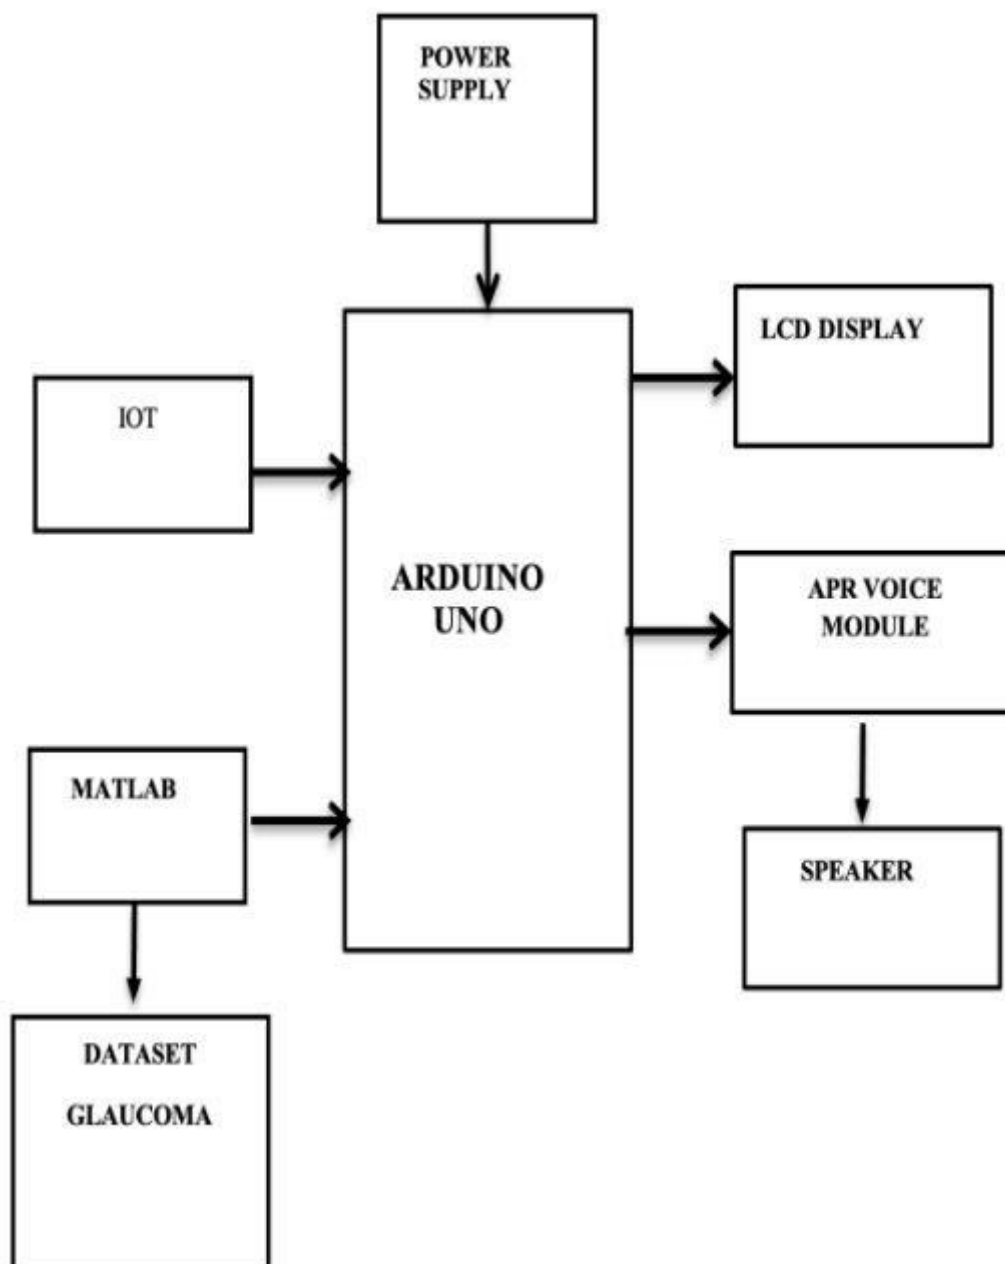 POWER
SUPPLY
LCD DISPLAY
IOT
ARDUINO
UNO
APR VOICE
MODULE
MATLAB
SPEAKER
DATASET
GLAUCOMA